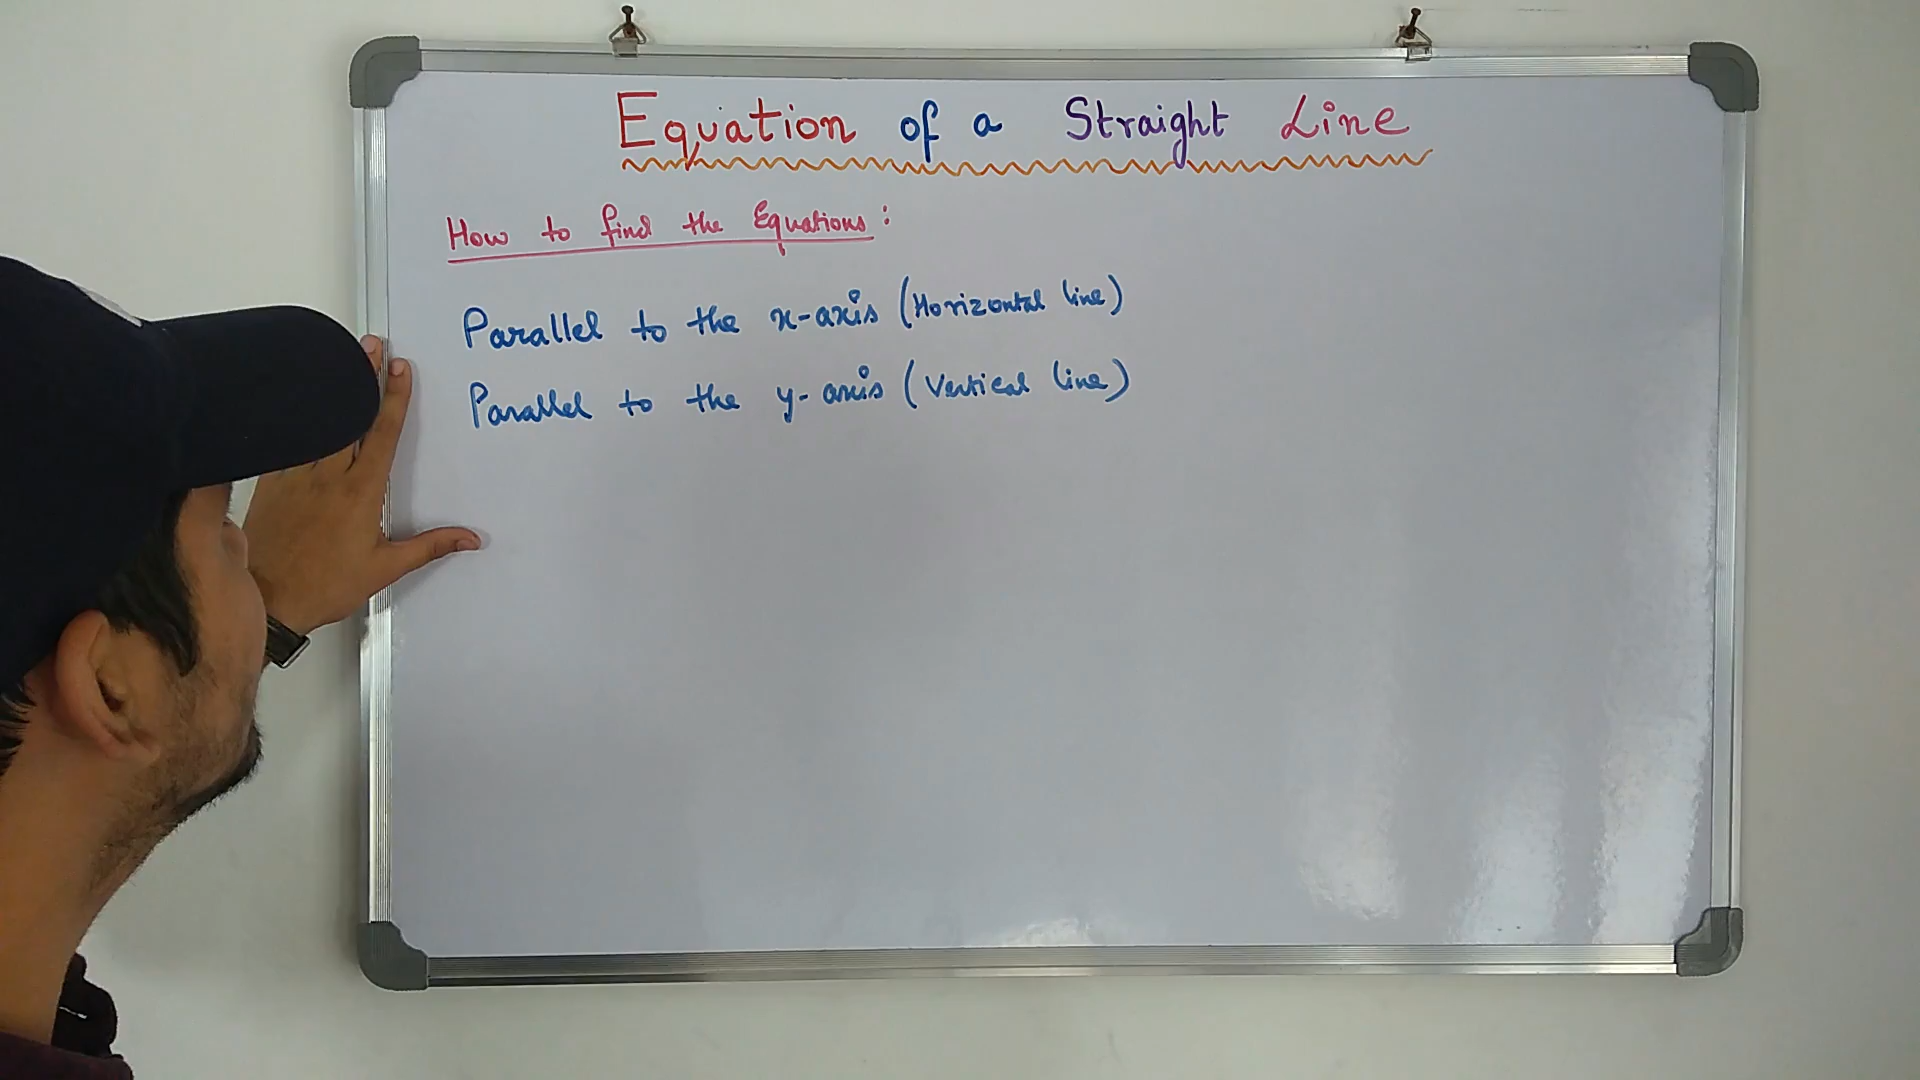 Equation of a Straight Line
How to find the Equations:
Parallel to the x-axis (Horizontal line)
Parallel to the y-axis (Vertical line)